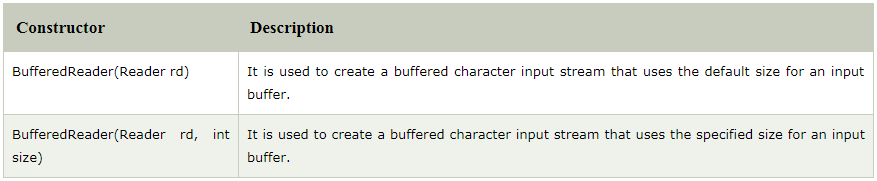 Constructor Description
BufferedReader(Reader rd) It is used to create a buffered character input stream that uses the default size for an input
buffer.
BufferedReader(Reader rd, int It is used to create a buffered character input stream that uses the specified size for an input
size) buffer.